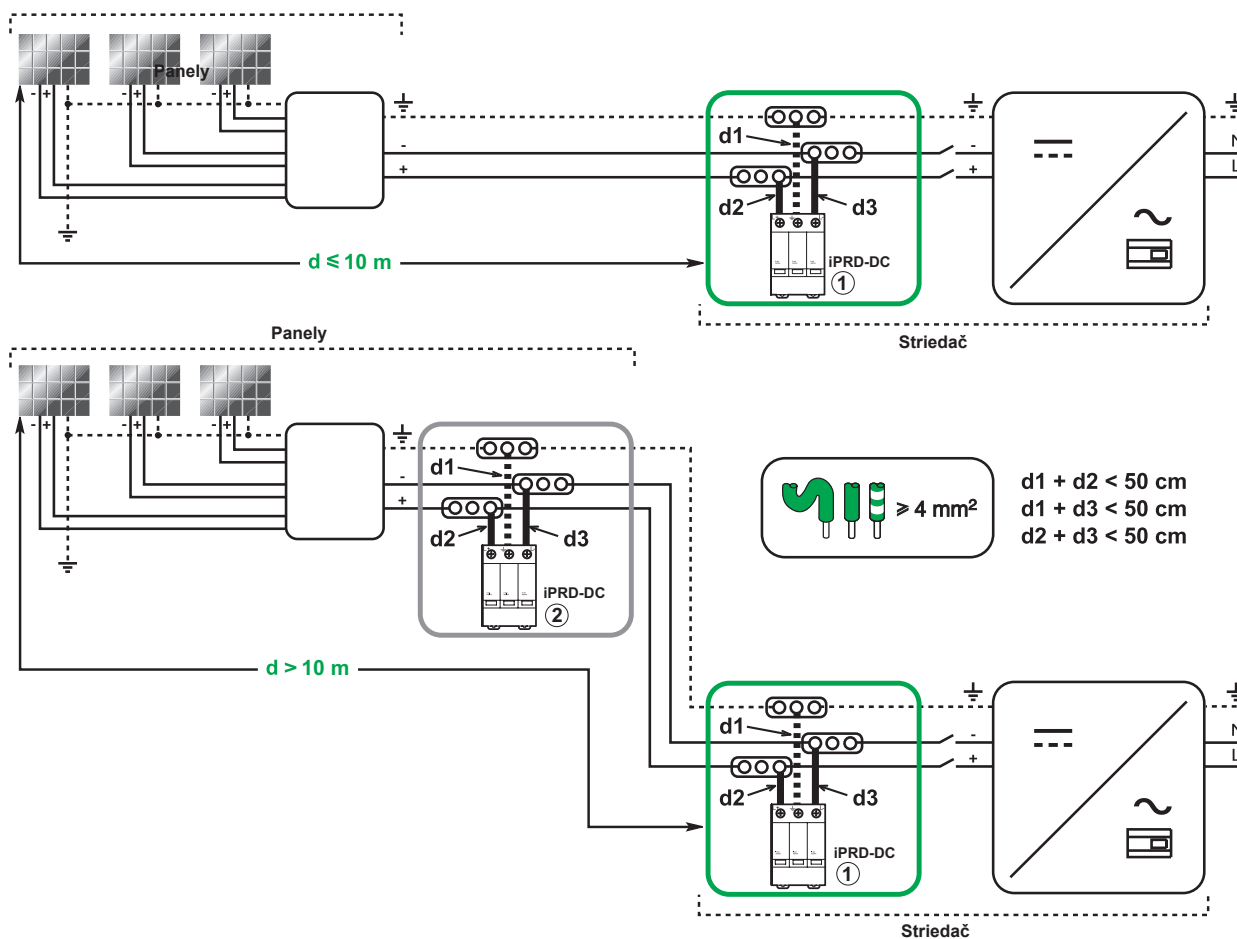 Panely
- + - + - +
-
+
d1
d2
d3
iPRD-DC
1
- +
N
L
d ≤ 10 m
Striedač
Panely
- + - + - +
-
+
d1
d2
d3
iPRD-DC
2
≥ 4 mm²
d1 + d2 < 50 cm
d1 + d3 < 50 cm
d2 + d3 < 50 cm
d > 10 m
d1
d2
d3
iPRD-DC
1
- +
N
L
Striedač